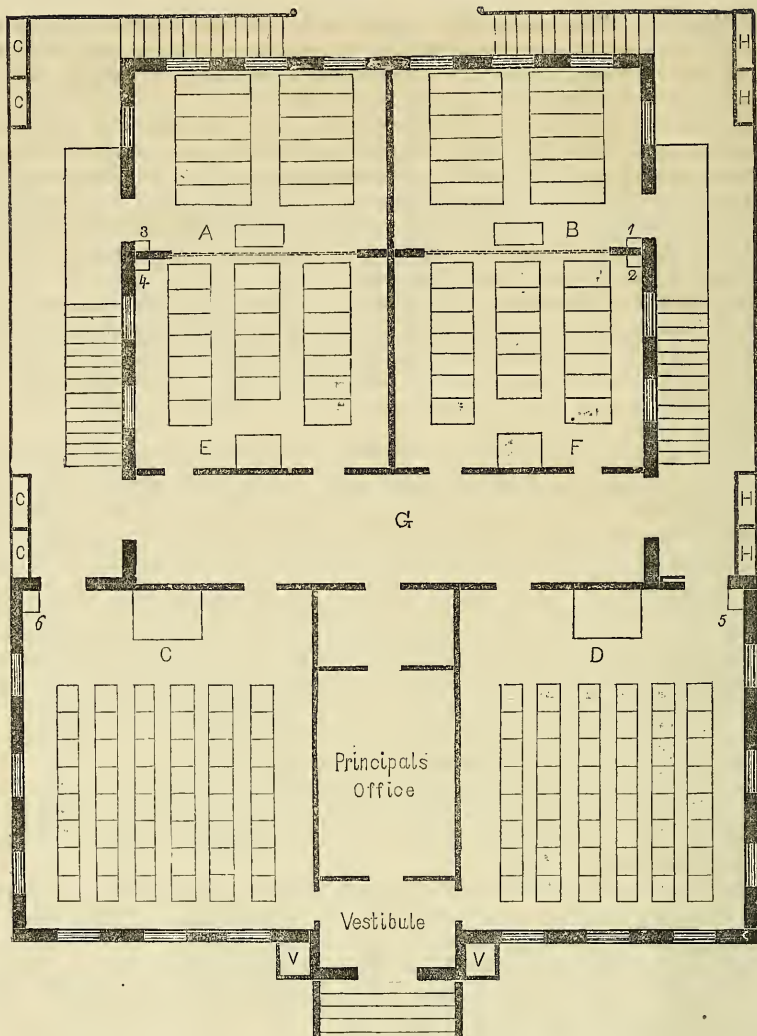 C H
C H
3 A B 1
4 2
E F
C G H
C H
6 5
C D
Principals
Office
Vestibule
V V